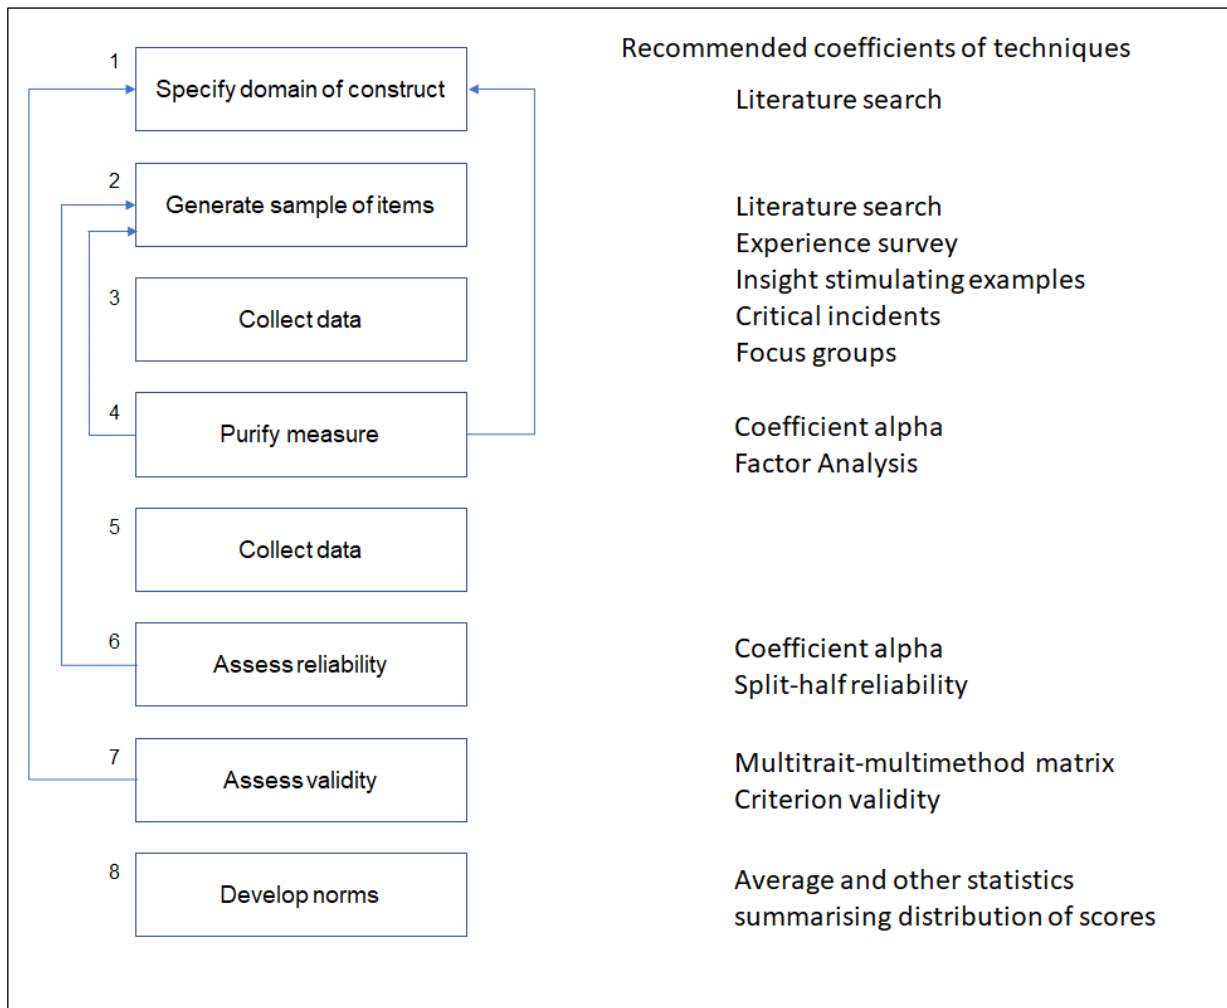 Recommended coefficients of techniques
1
Specify domain of construct
Literature search
2
Generate sample of items
Literature search
Experience survey
Insight stimulating examples
Critical incidents
Focus groups
3
Collect data
4
Purify measure
Coefficient alpha
Factor Analysis
5
Collect data
6
Assess reliability
Coefficient alpha
Split-half reliability
7
Assess validity
Multitrait-multimethod matrix
Criterion validity
8
Develop norms
Average and other statistics
summarising distribution of scores